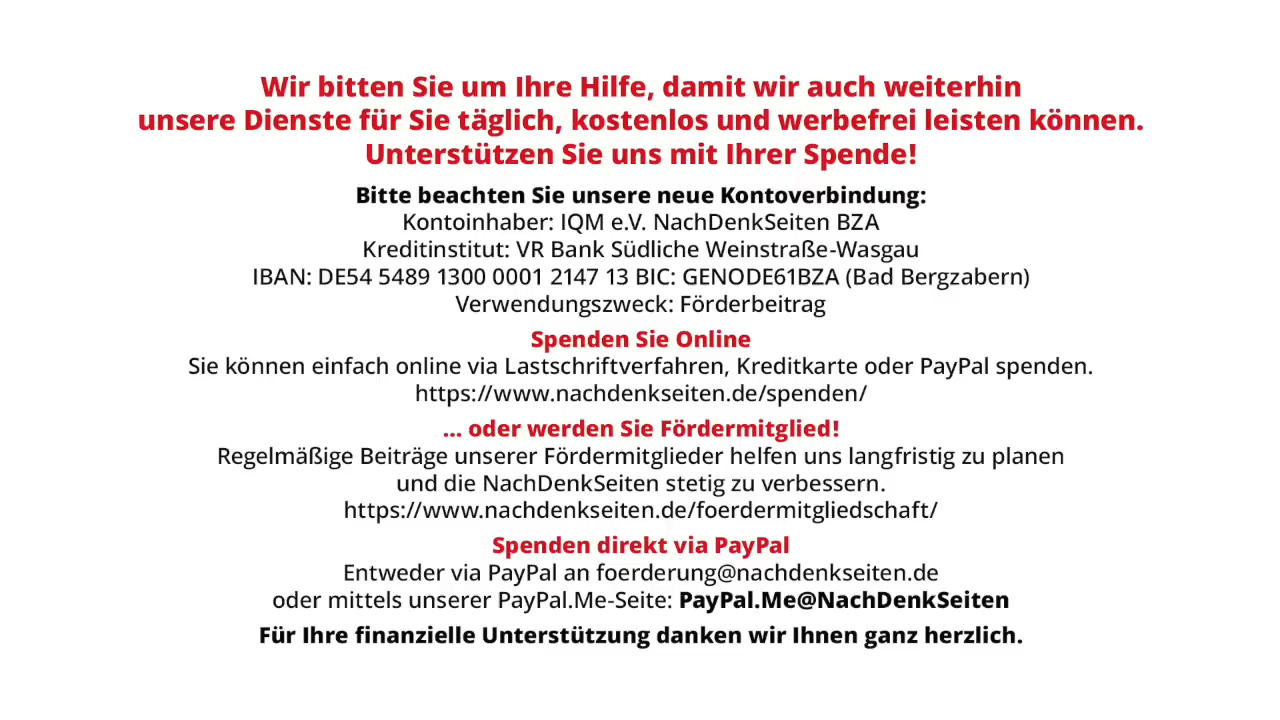 Wir bitten Sie um Ihre Hilfe, damit wir auch weiterhin
unsere Dienste für Sie täglich, kostenlos und werbefrei leisten können.
Unterstützen Sie uns mit Ihrer Spende!
Bitte beachten Sie unsere neue Kontoverbindung:
Kontoinhaber: IQM e.V. NachDenkSeiten BZA
Kreditinstitut: VR Bank Südliche Weinstraße-Wasgau
IBAN: DE54 5489 1300 0001 2147 13 BIC: GENODE61BZA (Bad Bergzabern)
Verwendungszweck: Förderbeitrag
Spenden Sie Online
Sie können einfach online via Lastschriftverfahren, Kreditkarte oder PayPal spenden.
https://www.nachdenkseiten.de/spenden/
... oder werden Sie Fördermitglied!
Regelmäßige Beiträge unserer Fördermitglieder helfen uns langfristig zu planen
und die NachDenkSeiten stetig zu verbessern.
https://www.nachdenkseiten.de/foerdermitgliedschaft/
Spenden direkt via PayPal
Entweder via PayPal an foerderung@nachdenkseiten.de
oder mittels unserer PayPal.Me-Seite: PayPal.Me@NachDenkSeiten
Für Ihre finanzielle Unterstützung danken wir Ihnen ganz herzlich.